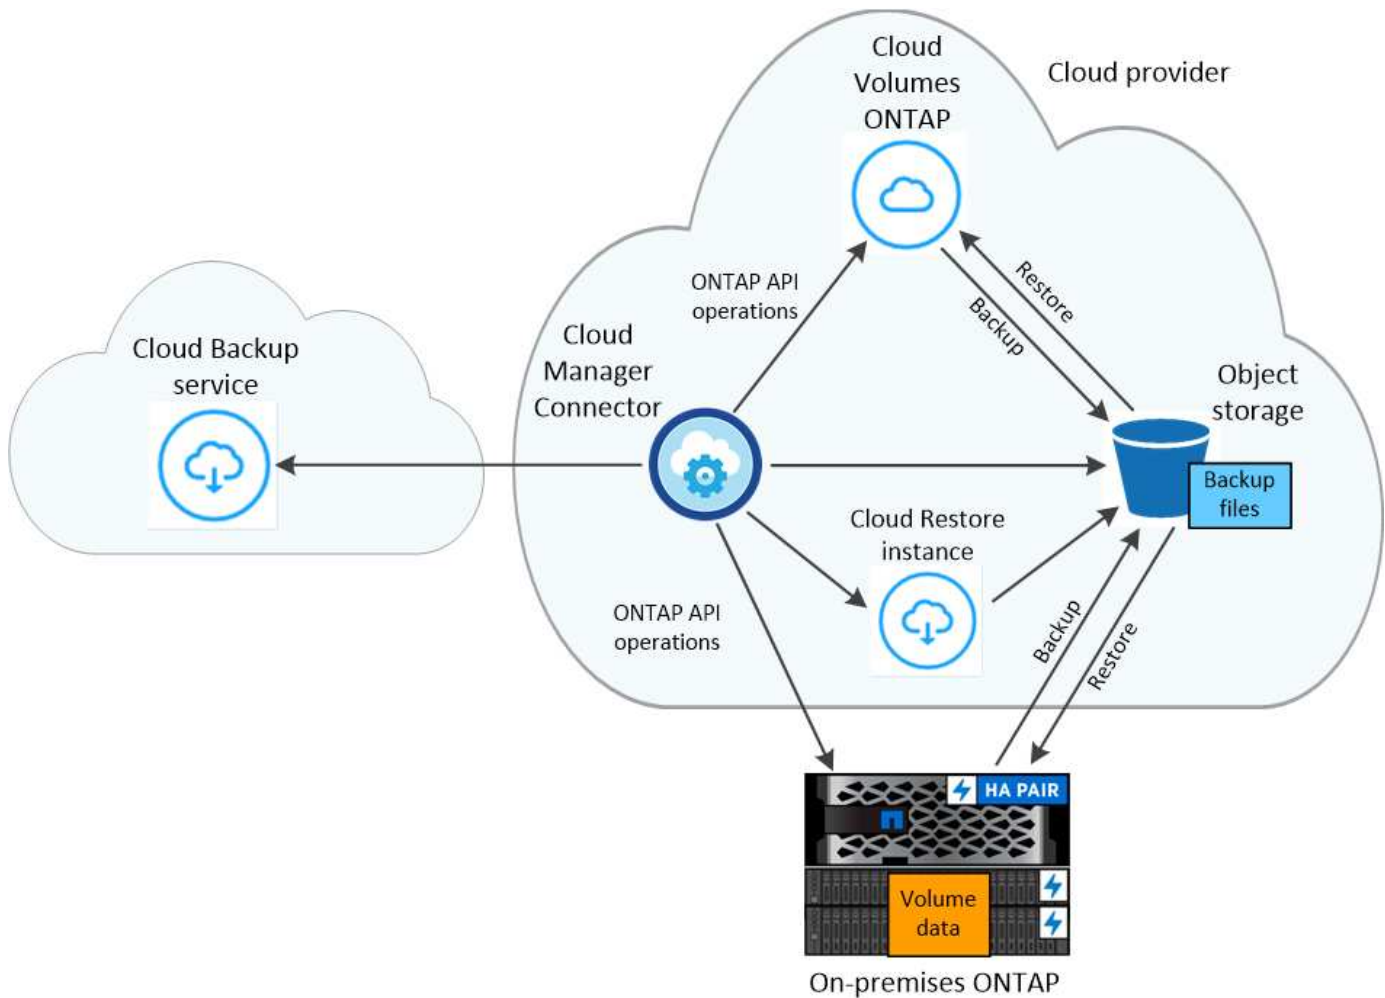 Cloud
Volumes
ONTAP
Cloud provider
ONTAP API
operations
Restore
Backup
Cloud Backup
service
Cloud
Manager
Connector
Object
storage
Backup
files
Cloud Restore
instance
ONTAP API
operations
Backup
Restore
HA PAIR
Volume
data
On-premises ONTAP